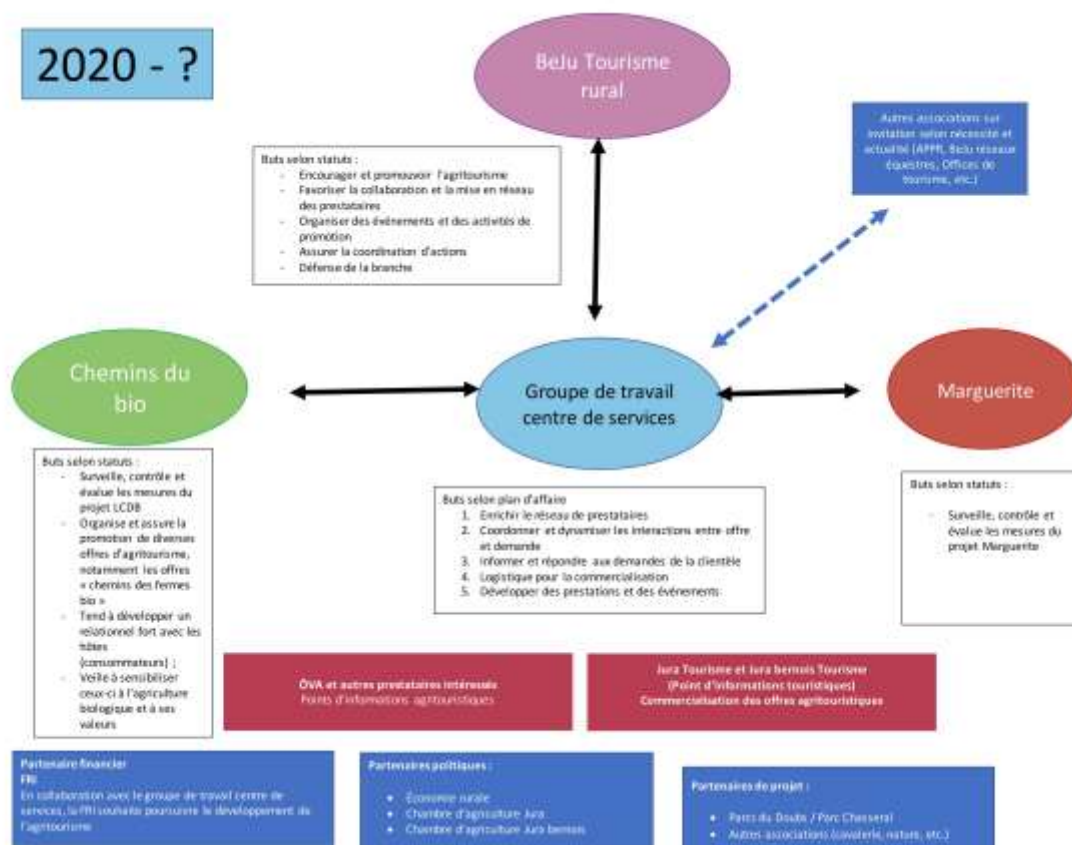 2020 - ?
BeJu Tourisme
rural
Autres associations sur
invitation selon nécessité et
actualité (APPR, BeJu réseaux
équestres, Offices de
tourisme, etc.)
Buts selon statuts :
- Encourager et promouvoir l'agritourisme
- Favoriser la collaboration et la mise en réseau
des prestataires
- Organiser des événements et des activités de
promotion
- Assurer la coordination d'actions
- Défense de la branche
Chemins du
bio
Groupe de travail
centre de services
Marguerite
Buts selon statuts :
- Surveille, contrôle et
évalue les mesures du
projet LCDB
- Organise et assure la
promotion de diverses
offres d'agritourisme,
notamment les offres
« chemins des fermes
bio »
- Tend à développer un
relationnel fort avec les
hôtes
(consommateurs) ;
- Veille à sensibiliser
ceux-ci à l'agriculture
biologique et à ses
valeurs
Buts selon plan d'affaire
1. Enrichir le réseau de prestataires
2. Coordonner et dynamiser les interactions entre offre
et demande
3. Informer et répondre aux demandes de la clientèle
4. Logistique pour la commercialisation
5. Développer des prestations et des événements
Buts selon statuts :
- Surveille, contrôle et
évalue les mesures du
projet Marguerite
ÖVA et autres prestataires intéressés
Points d'informations agritouristiques
Jura Tourisme et Jura bernois Tourisme
(Point d'informations touristiques)
Commercialisation des offres agritouristiques
Partenaire financier
FRI
En collaboration avec le groupe de travail centre de
services, la FRI souhaite poursuivre le développement de
l'agritourisme
Partenaires politiques :
• Economie rurale
• Chambre d'agriculture Jura
• Chambre d'agriculture Jura bernois
Partenaires de projet :
• Parcs du Doubs / Parc Chasseral
• Autres associations (cavalerie, nature, etc.)